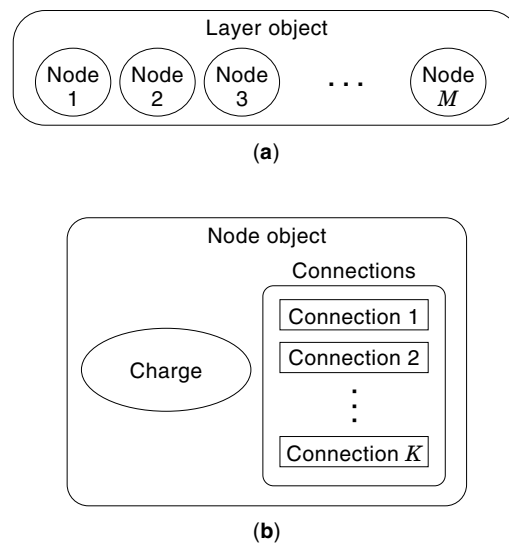 Layer object
Node 1
Node 2
Node 3
. . .
Node M
(a)
Node object
Connections
Charge
Connection 1
Connection 2
Connection K
(b)